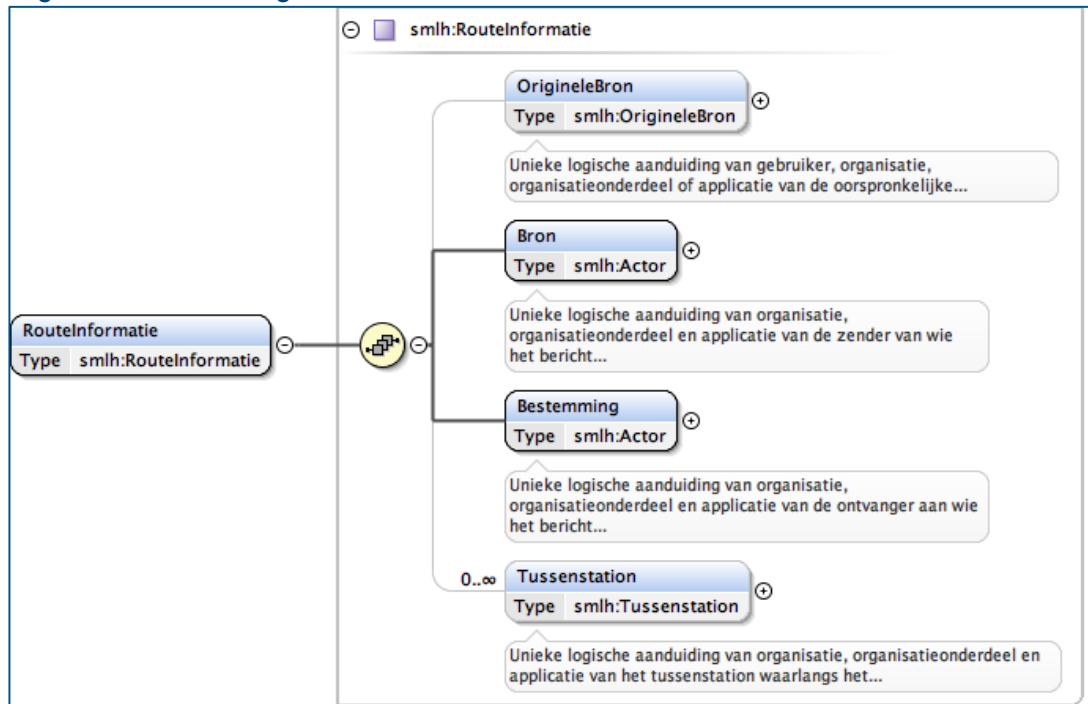 smlh:RouteInformatie
OrigineleBron
Type smlh:OrigineleBron
Unieke logische aanduiding van gebruiker, organisatie,
organisatieonderdeel of applicatie van de oorspronkelijke...
Bron
Type smlh:Actor
Unieke logische aanduiding van organisatie,
organisatieonderdeel en applicatie van de zender van wie
het bericht...
RouteInformatie
Type smlh:RouteInformatie
Bestemming
Type smlh:Actor
Unieke logische aanduiding van organisatie,
organisatieonderdeel en applicatie van de ontvanger aan wie
het bericht...
0..∞
Tussenstation
Type smlh:Tussenstation
Unieke logische aanduiding van organisatie, organisatieonderdeel en
applicatie van het tussenstation waarlangs het...